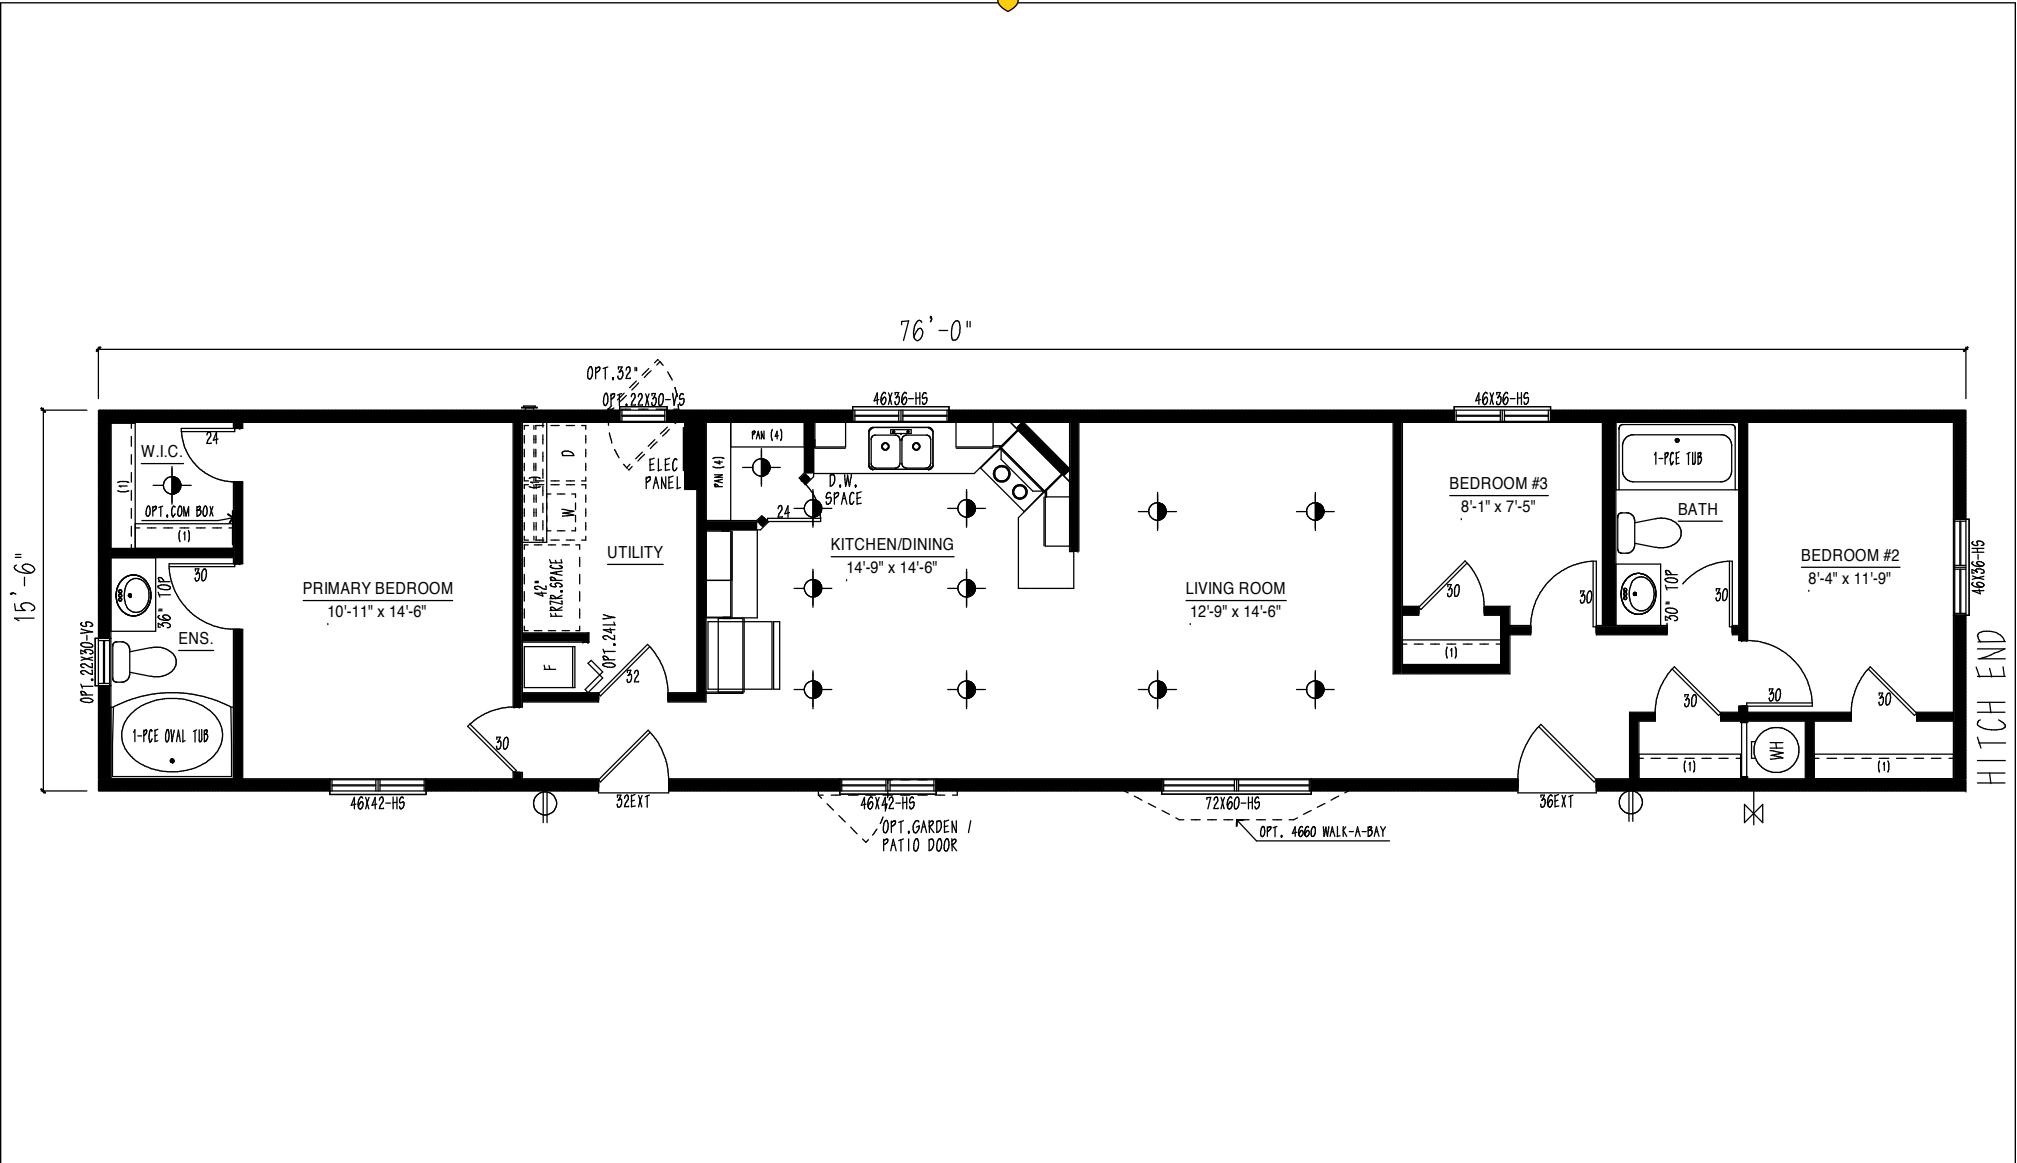 76'-0"
15'-6"
OPT.32"
OPT.22X30-VS
46X36-HS
46X36-HS
W.I.C.
24
(1)
OPT.COM BOX
(1)
30
36" TOP
ENS.
OPT.22X30-VS
1-PCE OVAL TUB
PRIMARY BEDROOM
10'-11" x 14'-6"
30
46X42-HS
D
W
(1)
42"
FRZR.SPACE
F
UTILITY
ELEC
PANEL
OPT.24LV
32
32EXT
PAN (4)
PAN (4)
24
D.W.
SPACE
KITCHEN/DINING
14'-9" x 14'-6"
46X42-HS
OPT.GARDEN /
PATIO DOOR
LIVING ROOM
12'-9" x 14'-6"
72X60-HS
OPT. 4660 WALK-A-BAY
BEDROOM #3
8'-1" x 7'-5"
30
30
(1)
36EXT
1-PCE TUB
BATH
30" TOP
30
30
(1)
WH
BEDROOM #2
8'-4" x 11'-9"
30
30
(1)
46X36-HS
HITCH END